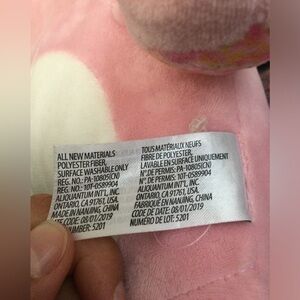 ALL NEW MATERIALS
POLYESTER FIBER,
SURFACE WASHABLE ONLY
REG. NO.: PA-10805(CN)
REG. NO.: 10T-0589904
ALIQUANTUM INT'L, INC
ONTARIO, CA 91761, USA
MADE IN NANJING, CHINA
CODE: 08/01/2019
NUMBER: 5201
TOUS MATÉRIAUX NEUFS
FIBRE DE POLYESTER,
LAVABLE EN SURFACE UNIQUEMENT
N° DE PERMIS: PA-10805(CN)
N° DE PERMIS: 10T-0589904
ALIQUANTUM INT'L, INC
ONTARIO, CA 91761, USA
FABRIQUÉ EN NANJING, CHINE
CODE DE DATE: 08/01/2019
NUMÉRO DE LOT: 5201